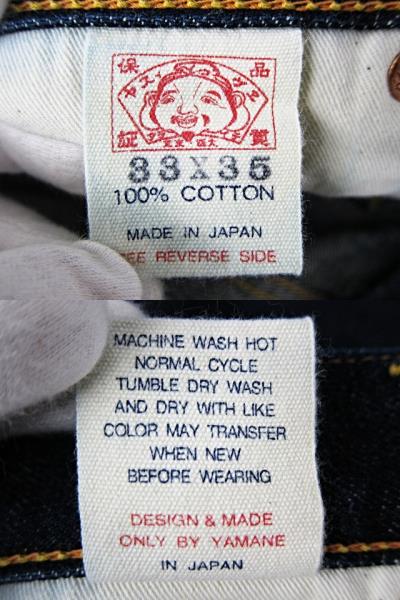 保 品
証 質
33X35
100% COTTON
MADE IN JAPAN
SEE REVERSE SIDE
MACHINE WASH HOT
NORMAL CYCLE
TUMBLE DRY WASH
AND DRY WITH LIKE
COLOR MAY TRANSFER
WHEN NEW
BEFORE WEARING
DESIGN & MADE
ONLY BY YAMANE
IN JAPAN